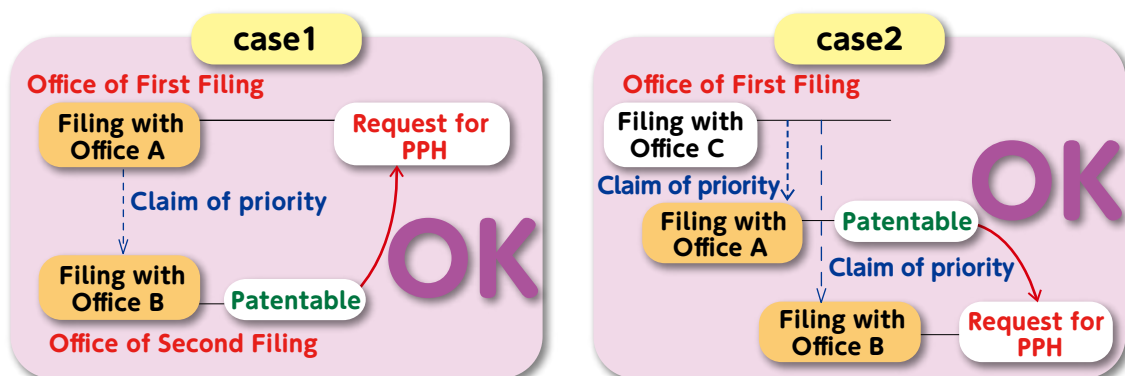 case1
Office of First Filing
Filing with
Office A
Request for
PPH
Claim of priority
OK
Filing with
Office B
Patentable
Office of Second Filing
case2
Office of First Filing
Filing with
Office C
OK
Claim of priority
Filing with
Office A
Patentable
Claim of priority
Filing with
Office B
Request for
PPH